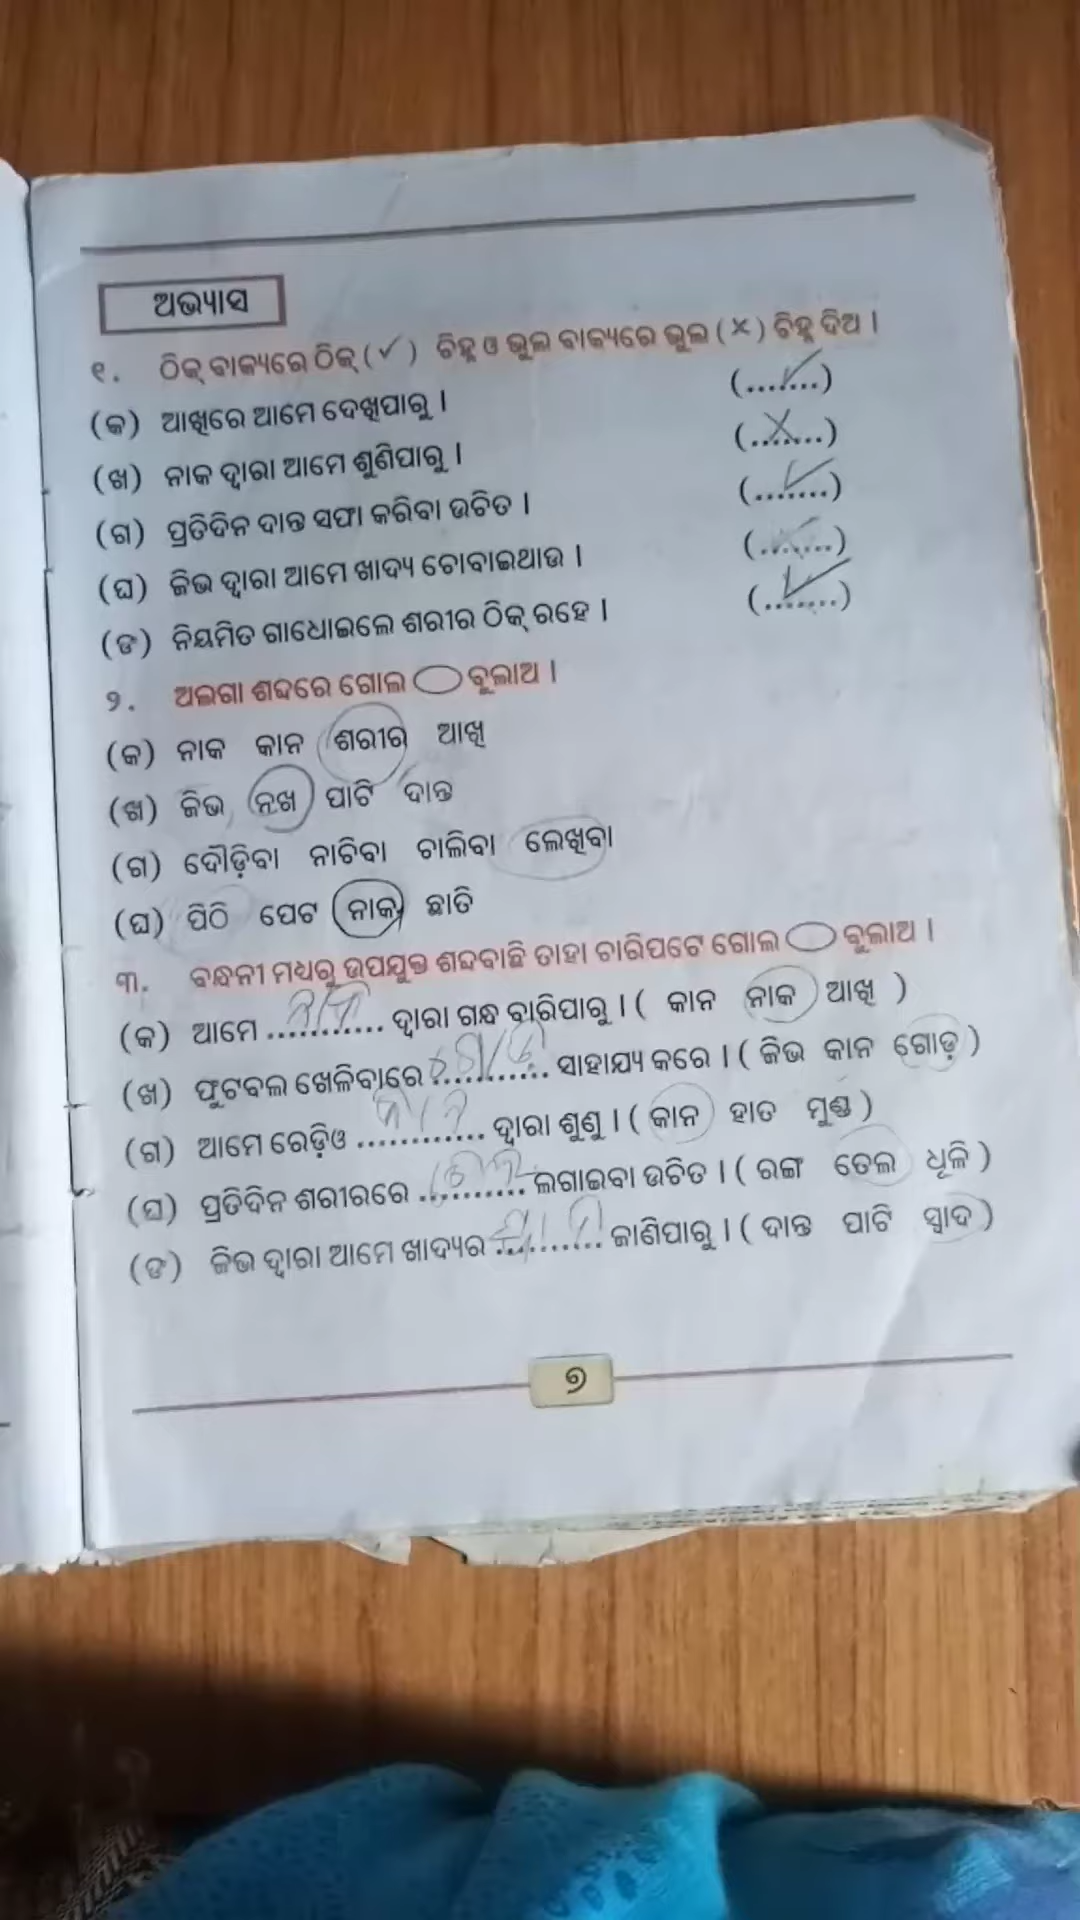 ଅଭ୍ୟାସ
୧. ଠିକ୍ ବାକ୍ୟରେ ଠିକ୍ (✓) ଚିହ୍ନ ଓ ଭୁଲ ବାକ୍ୟରେ ଭୁଲ (×) ଚିହ୍ନ ଦିଅ ।
(କ) ଆଖିରେ ଆମେ ଦେଖିପାରୁ । (...✓...)
(ଖ) ନାକ ଦ୍ୱାରା ଆମେ ଶୁଣିପାରୁ । (...×...)
(ଗ) ପ୍ରତିଦିନ ଦାନ୍ତ ସଫା କରିବା ଉଚିତ । (...✓...)
(ଘ) ଜିଭ ଦ୍ୱାରା ଆମେ ଖାଦ୍ୟ ଚୋବାଇଥାଉ । (.......)
(ଙ) ନିୟମିତ ଗାଧୋଇଲେ ଶରୀର ଠିକ୍ ରହେ । (...✓...)
୨. ଅଲଗା ଶବ୍ଦରେ ଗୋଲ ବୁଲାଅ ।
(କ) ନାକ କାନ ଶରୀର ଆଖି
(ଖ) ଜିଭ ନଖ ପାଟି ଦାନ୍ତ
(ଗ) ଦୌଡ଼ିବା ନାଚିବା ଚାଲିବା ଲେଖିବା
(ଘ) ପିଠି ପେଟ ନାକ ଛାତି
୩. ବନ୍ଧନୀ ମଧ୍ୟରୁ ଉପଯୁକ୍ତ ଶବ୍ଦବାଛି ତାହା ଚାରିପଟେ ଗୋଲ ବୁଲାଅ ।
(କ) ଆମେ ନାକ ଦ୍ୱାରା ଗନ୍ଧ ବାରିପାରୁ । ( କାନ ନାକ ଆଖି )
(ଖ) ଫୁଟବଲ ଖେଳିବାରେ ଗୋଡ଼ ସାହାଯ୍ୟ କରେ । ( ଜିଭ କାନ ଗୋଡ଼ )
(ଗ) ଆମେ ରେଡ଼ିଓ କାନ ଦ୍ୱାରା ଶୁଣୁ । ( କାନ ହାତ ମୁଣ୍ଡ )
(ଘ) ପ୍ରତିଦିନ ଶରୀରରେ ତେଲ ଲଗାଇବା ଉଚିତ । ( ରଙ୍ଗ ତେଲ ଧୂଳି )
(ଙ) ଜିଭ ଦ୍ୱାରା ଆମେ ଖାଦ୍ୟର ............ ଜାଣିପାରୁ । ( ଦାନ୍ତ ପାଟି ସ୍ୱାଦ )
୭